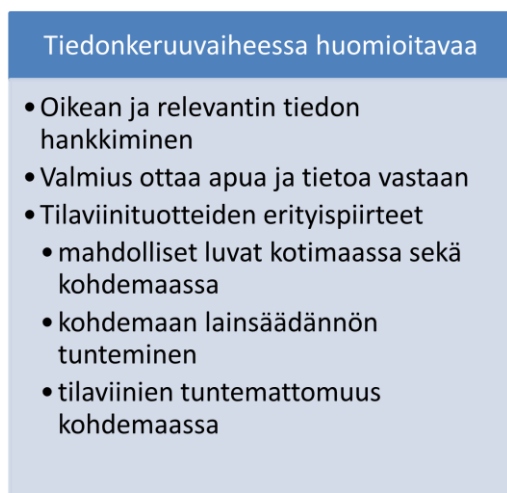 Tiedonkeruuvaiheessa huomioitavaa
• Oikean ja relevantin tiedon
hankkiminen
• Valmius ottaa apua ja tietoa vastaan
• Tilaviinituotteiden erityispiirteet
• mahdolliset luvat kotimaassa sekä
kohdemaassa
• kohdemaan lainsäädännön
tunteminen
• tilaviinien tuntemattomuus
kohdemaassa